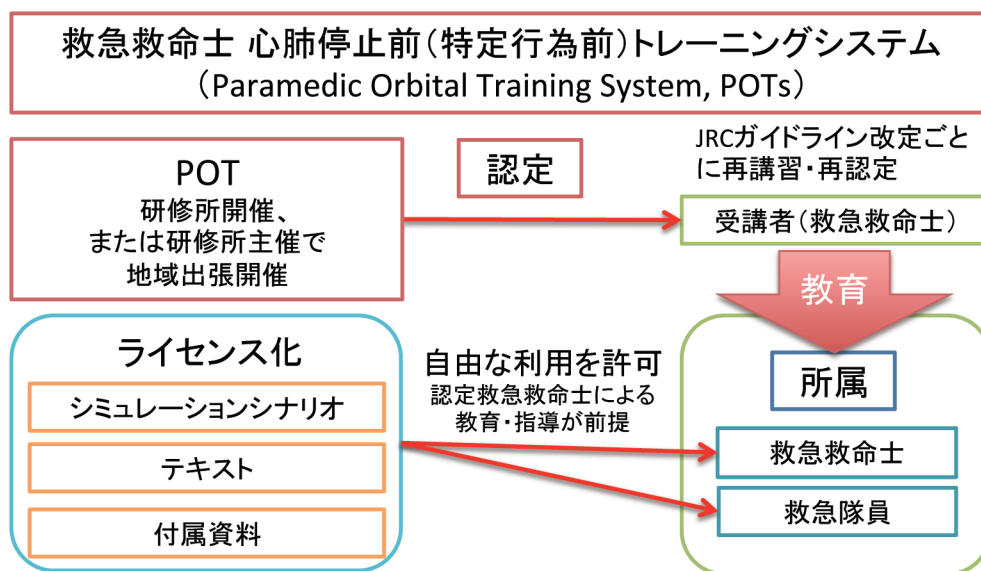 救急救命士 心肺停止前（特定行為前）トレーニングシステム
（Paramedic Orbital Training System, POTs）
POT
研修所開催、
または研修所主催で
地域出張開催
認定
JRCガイドライン改定ごと
に再講習・再認定
受講者（救急救命士）
教育
ライセンス化
シミュレーションシナリオ
テキスト
付属資料
自由な利用を許可
認定救急救命士による
教育・指導が前提
所属
救急救命士
救急隊員